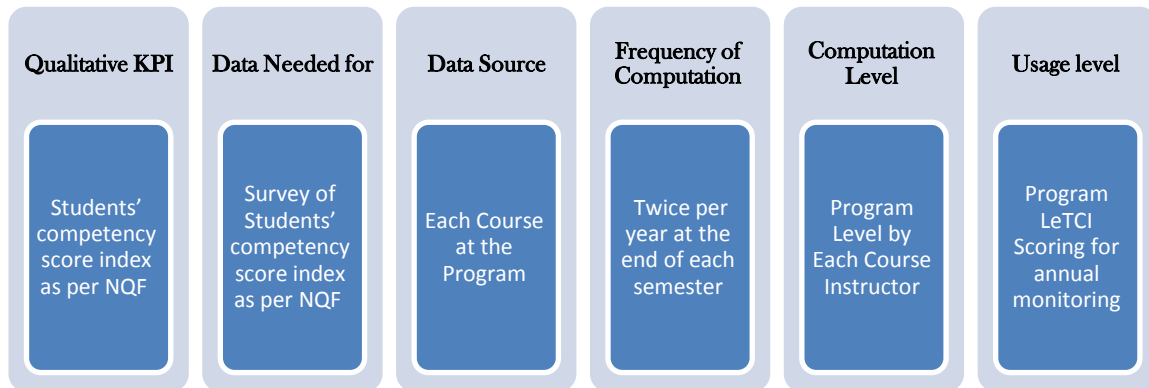 Qualitative KPI
Students’
competency
score index
as per NQF
Data Needed for
Survey of
Students’
competency
score index
as per NQF
Data Source
Each Course
at the
Program
Frequency of
Computation
Twice per
year at the
end of each
semester
Computation
Level
Program
Level by
Each Course
Instructor
Usage level
Program
LeTCI
Scoring for
annual
monitoring